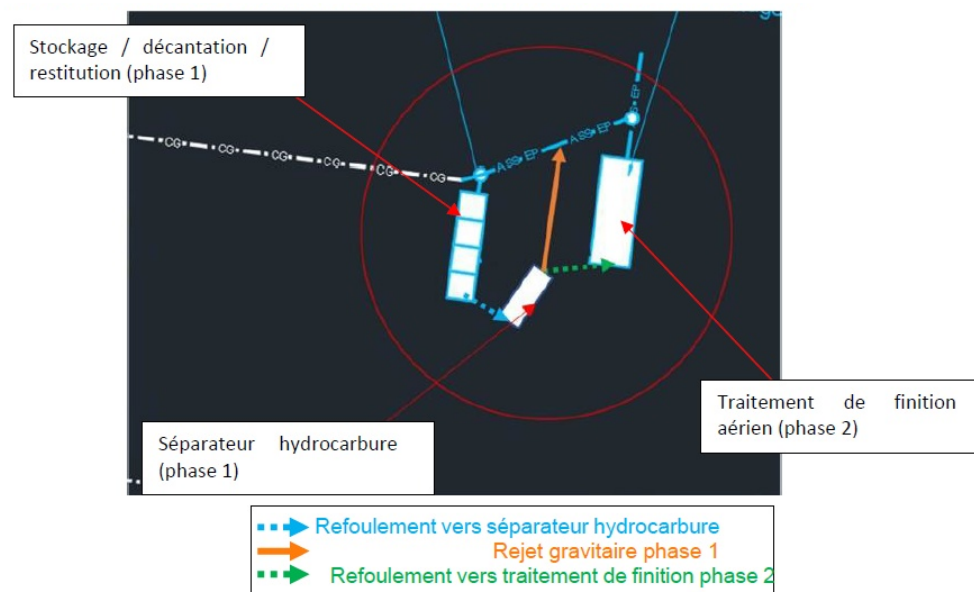 Stockage / décantation /
restitution (phase 1)
CG CG CG CG CG CG
ASS-EP ASS-EP
EP
Traitement de finition
aérien (phase 2)
Séparateur hydrocarbure
(phase 1)
CG
Refoulement vers séparateur hydrocarbure
Rejet gravitaire phase 1
Refoulement vers traitement de finition phase 2